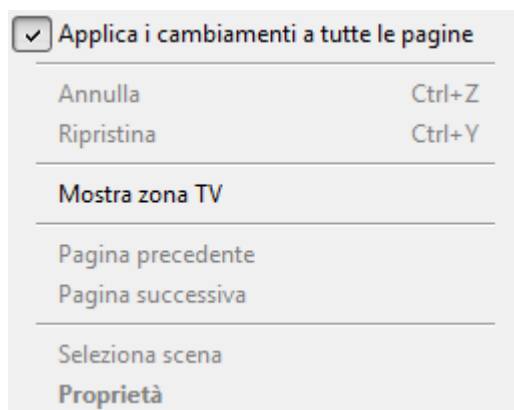 Applica i cambiamenti a tutte le pagine
Annulla Ctrl+Z
Ripristina Ctrl+Y
Mostra zona TV
Pagina precedente
Pagina successiva
Seleziona scena
Proprietà